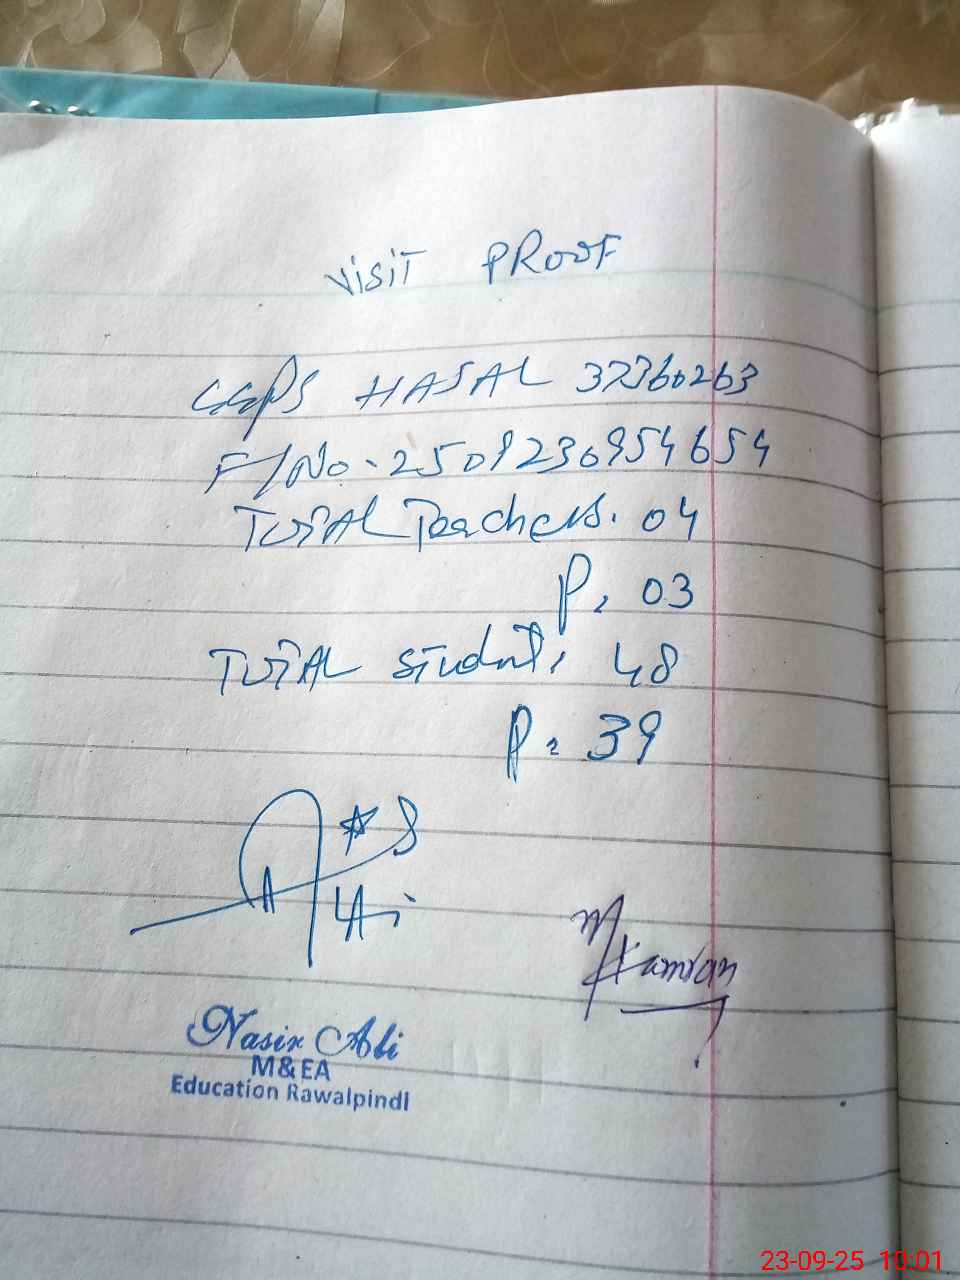 VISIT PROOF
GGPS HASAL 37360263
F/No. 2509230954654
TOTAL Teachers. 04
P. 03
TOTAL student. 48
P. 39
M Kamran
Nasir Ali
M&EA
Education Rawalpindi
23-09-25 10:01